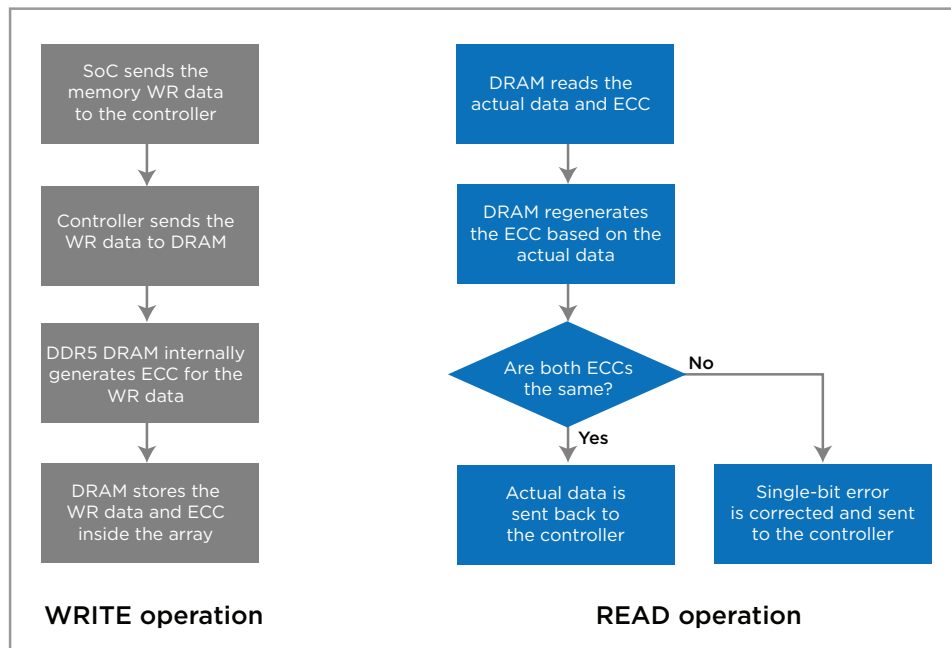 SoC sends the
memory WR data
to the controller
Controller sends the
WR data to DRAM
DDR5 DRAM internally
generates ECC for the
WR data
DRAM stores the
WR data and ECC
inside the array
WRITE operation
DRAM reads the
actual data and ECC
DRAM regenerates
the ECC based on the
actual data
Are both ECCs
the same?
No
Yes
Actual data is
sent back to
the controller
Single-bit error
is corrected and sent
to the controller
READ operation